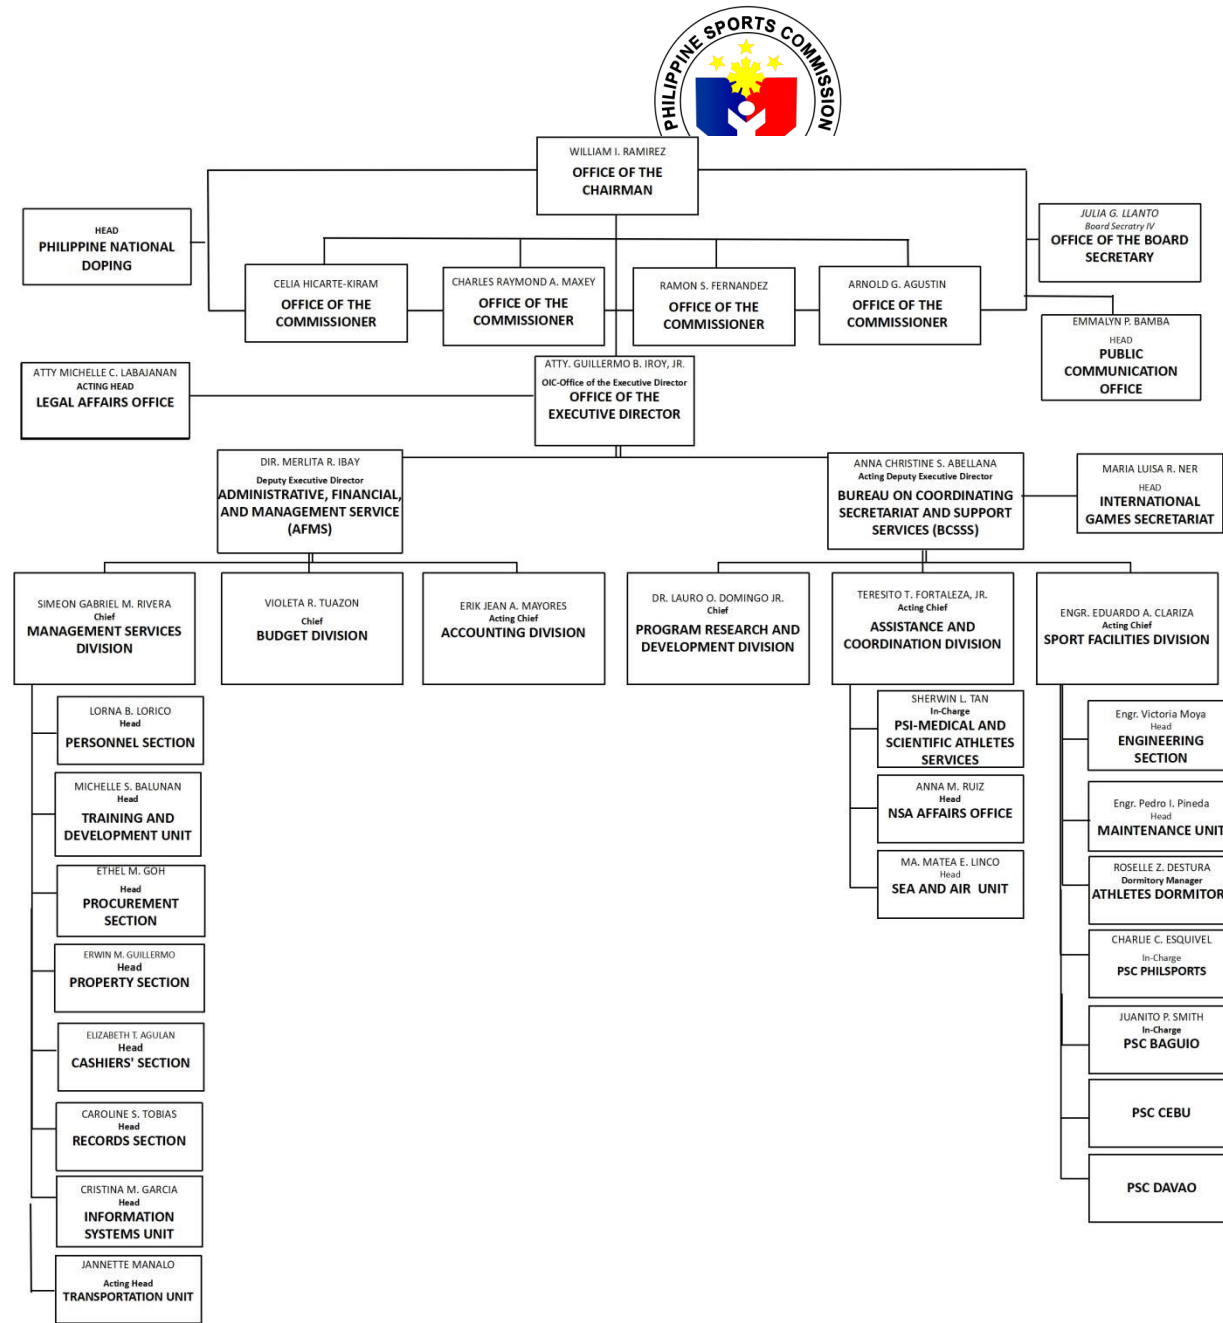 PHILIPPINE SPORTS COMMISSION
WILLIAM I. RAMIREZ
OFFICE OF THE
CHAIRMAN
HEAD
PHILIPPINE NATIONAL
DOPING
JULIA G. LLANTO
Board Secratry IV
OFFICE OF THE BOARD
SECRETARY
CELIA HICARTE-KIRAM
OFFICE OF THE
COMMISSIONER
CHARLES RAYMOND A. MAXEY
OFFICE OF THE
COMMISSIONER
RAMON S. FERNANDEZ
OFFICE OF THE
COMMISSIONER
ARNOLD G. AGUSTIN
OFFICE OF THE
COMMISSIONER
EMMALYN P. BAMBA
HEAD
PUBLIC
COMMUNICATION
OFFICE
ATTY MICHELLE C. LABAJANAN
ACTING HEAD
LEGAL AFFAIRS OFFICE
ATTY. GUILLERMO B. IROY, JR.
OIC-Office of the Executive Director
OFFICE OF THE
EXECUTIVE DIRECTOR
DIR. MERLITA R. IBAY
Deputy Executive Director
ADMINISTRATIVE, FINANCIAL,
AND MANAGEMENT SERVICE
(AFMS)
ANNA CHRISTINE S. ABELLANA
Acting Deputy Executive Director
BUREAU ON COORDINATING
SECRETARIAT AND SUPPORT
SERVICES (BCSSS)
MARIA LUISA R. NER
HEAD
INTERNATIONAL
GAMES SECRETARIAT
SIMEON GABRIEL M. RIVERA
Chief
MANAGEMENT SERVICES
DIVISION
VIOLETA R. TUAZON
Chief
BUDGET DIVISION
ERIK JEAN A. MAYORES
Acting Chief
ACCOUNTING DIVISION
DR. LAURO O. DOMINGO JR.
Chief
PROGRAM RESEARCH AND
DEVELOPMENT DIVISION
TERESITO T. FORTALEZA, JR.
Acting Chief
ASSISTANCE AND
COORDINATION DIVISION
ENGR. EDUARDO A. CLARIZA
Acting Chief
SPORT FACILITIES DIVISION
LORNA B. LORICO
Head
PERSONNEL SECTION
MICHELLE S. BALUNAN
Head
TRAINING AND
DEVELOPMENT UNIT
ETHEL M. GOH
Head
PROCUREMENT
SECTION
ERWIN M. GUILLERMO
Head
PROPERTY SECTION
ELIZABETH T. AGULAN
Head
CASHIERS' SECTION
CAROLINE S. TOBIAS
Head
RECORDS SECTION
CRISTINA M. GARCIA
Head
INFORMATION
SYSTEMS UNIT
JANNETTE MANALO
Acting Head
TRANSPORTATION UNIT
SHERWIN L. TAN
In-Charge
PSI-MEDICAL AND
SCIENTIFIC ATHLETES
SERVICES
ANNA M. RUIZ
Head
NSA AFFAIRS OFFICE
MA. MATEA E. LINCO
Head
SEA AND AIR UNIT
Engr. Victoria Moya
Head
ENGINEERING
SECTION
Engr. Pedro I. Pineda
Head
MAINTENANCE UNIT
ROSELLE Z. DESTURA
Dormitory Manager
ATHLETES DORMITOR
CHARLIE C. ESQUIVEL
In-Charge
PSC PHILSPORTS
JUANITO P. SMITH
In-Charge
PSC BAGUIO
PSC CEBU
PSC DAVAO